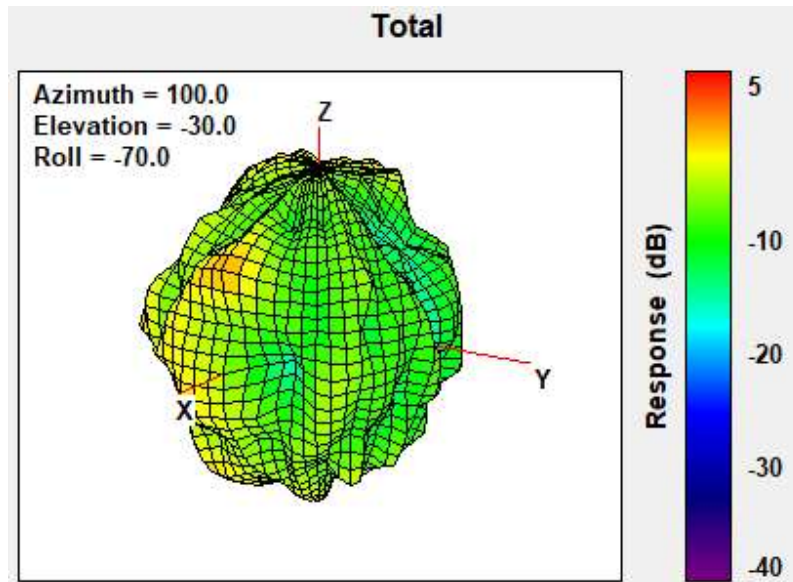 Total
Azimuth = 100.0
Elevation = -30.0
Roll = -70.0
Z
X
Y
Response (dB)
5
-10
-20
-30
-40